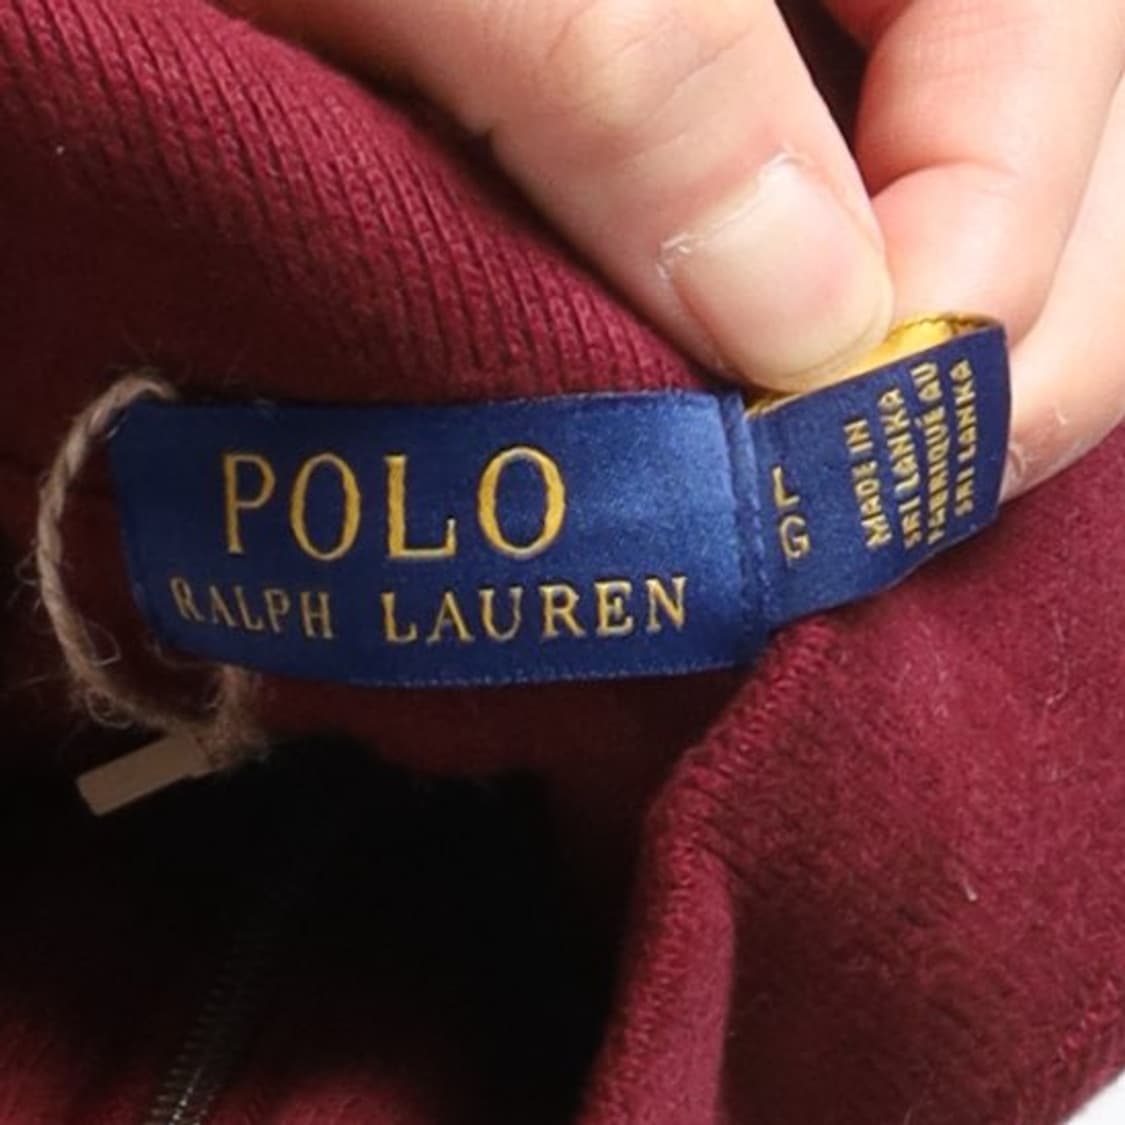 POLO
RALPH LAUREN
L
G
MADE IN
SRI LANKA
FABRIQUÉ AU
SRI LANKA